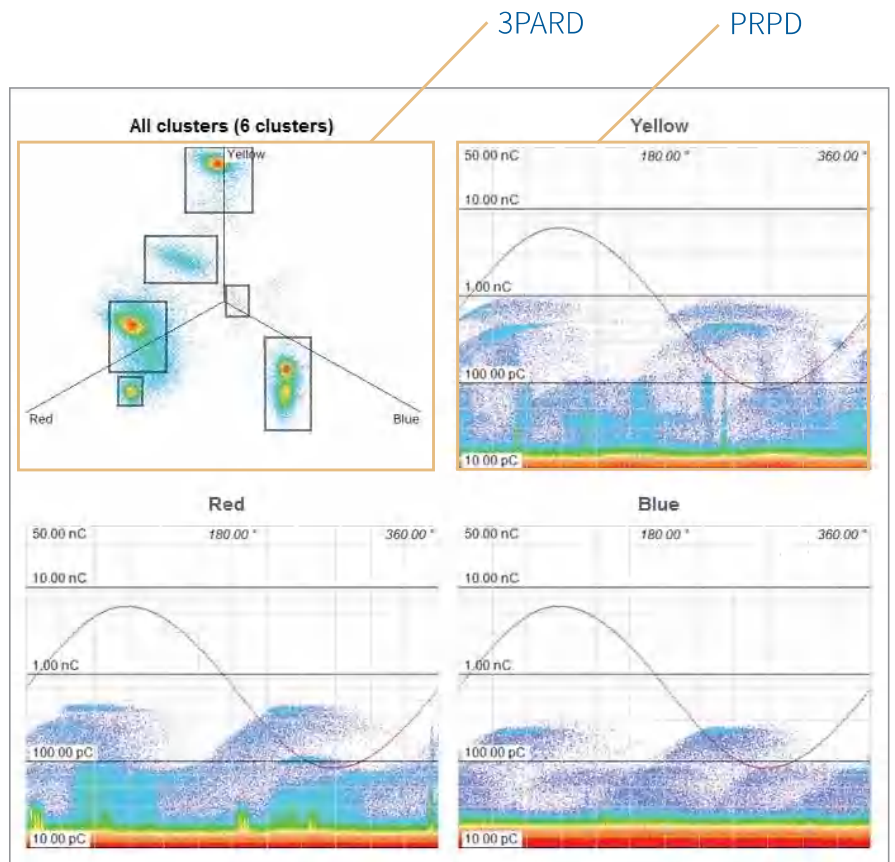 3PARD PRPD
All clusters (6 clusters)
Yellow
Red
Blue
Yellow
50.00 nC 180.00 ° 360.00 °
10.00 nC
1.00 nC
100.00 pC
10.00 pC
Red
50.00 nC 180.00 ° 360.00 °
10.00 nC
1.00 nC
100.00 pC
10.00 pC
Blue
50.00 nC 180.00 ° 360.00 °
10.00 nC
1.00 nC
100.00 pC
10.00 pC